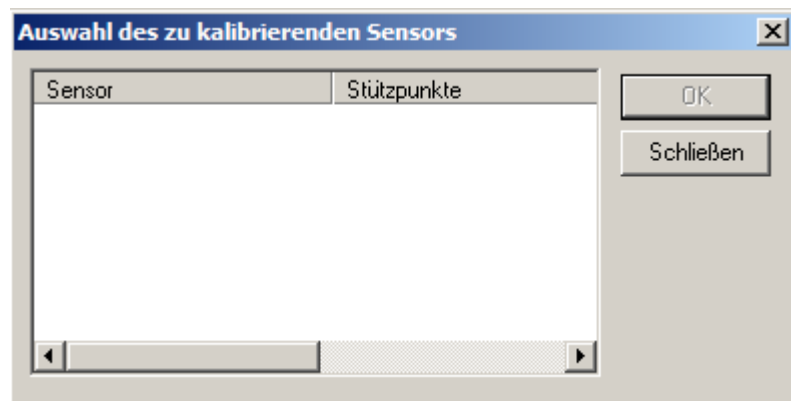 Auswahl des zu kalibrierenden Sensors
Sensor Stützpunkte
OK
Schließen